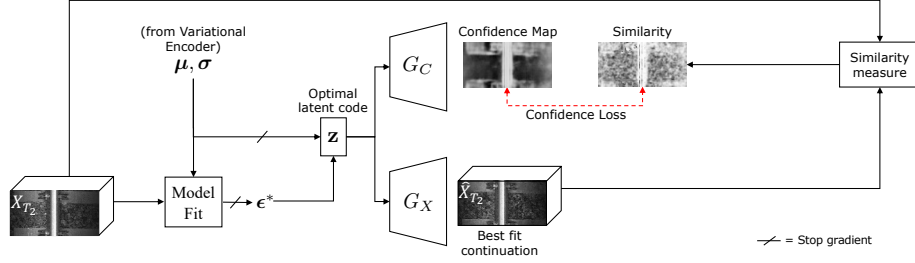 (from Variational
Encoder)
μ, σ
Confidence Map
Similarity
G_C
Similarity
measure
Optimal
latent code
z
Confidence Loss
X_{T_2}
Model
Fit
ϵ*
G_X
X̂_{T_2}
Best fit
continuation
= Stop gradient